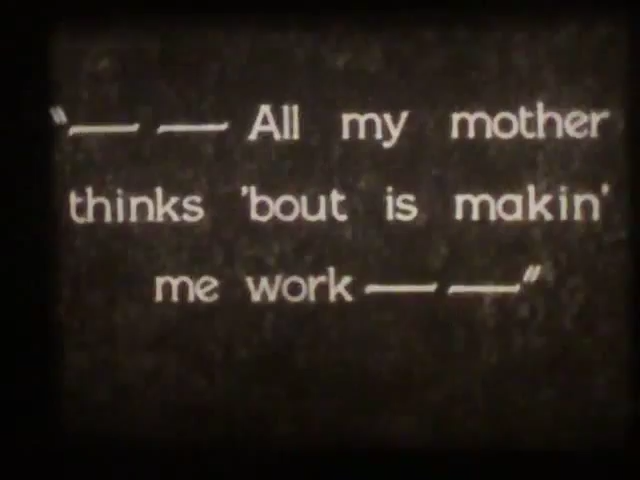 "— — All my mother
thinks 'bout is makin'
me work — —"